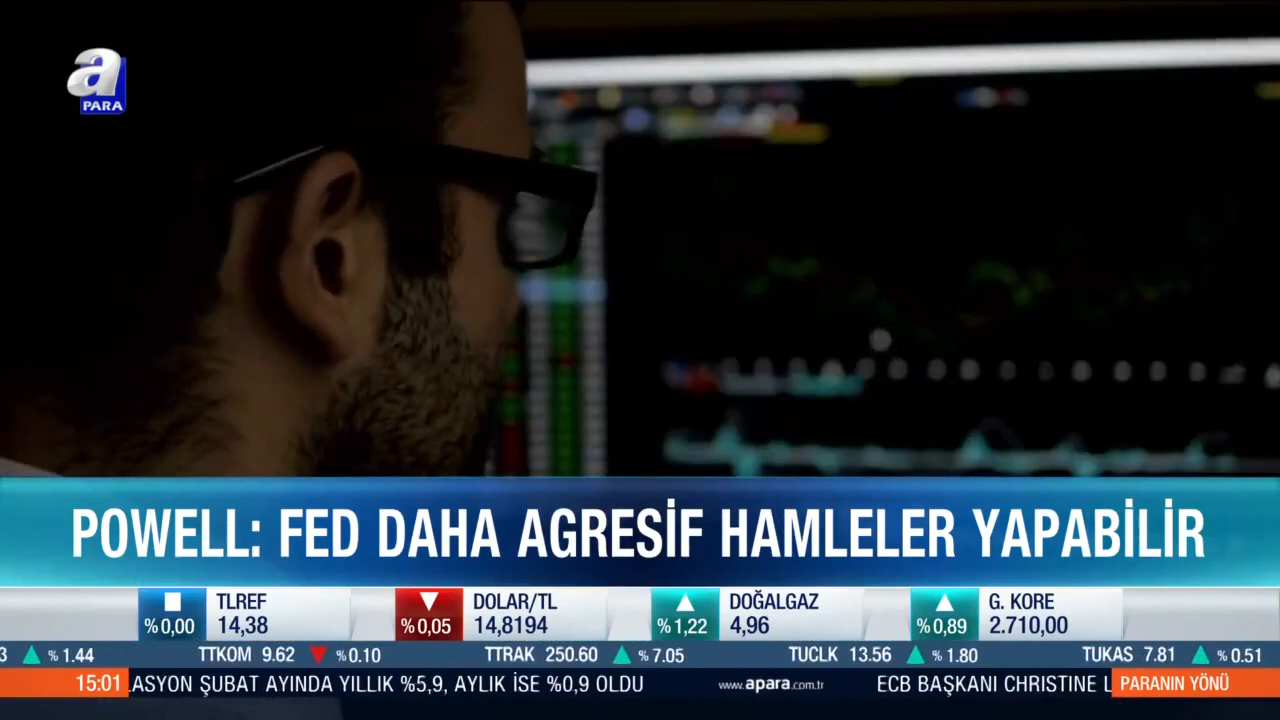 a
PARA
POWELL: FED DAHA AGRESİF HAMLELER YAPABİLİR
%0,00 TLREF 14,38
%0,05 DOLAR/TL 14,8194
%1,22 DOĞALGAZ 4,96
%0,89 G. KORE 2.710,00
3 %1.44 TTKOM 9.62 %0.10 TTRAK 250.60 %7.05 TUCLK 13.56 %1.80 TUKAS 7.81 %0.51
15:01 LASYON ŞUBAT AYINDA YILLIK %5,9, AYLIK İSE %0,9 OLDU www.apara.com.tr ECB BAŞKANI CHRISTINE L PARANIN YÖNÜ